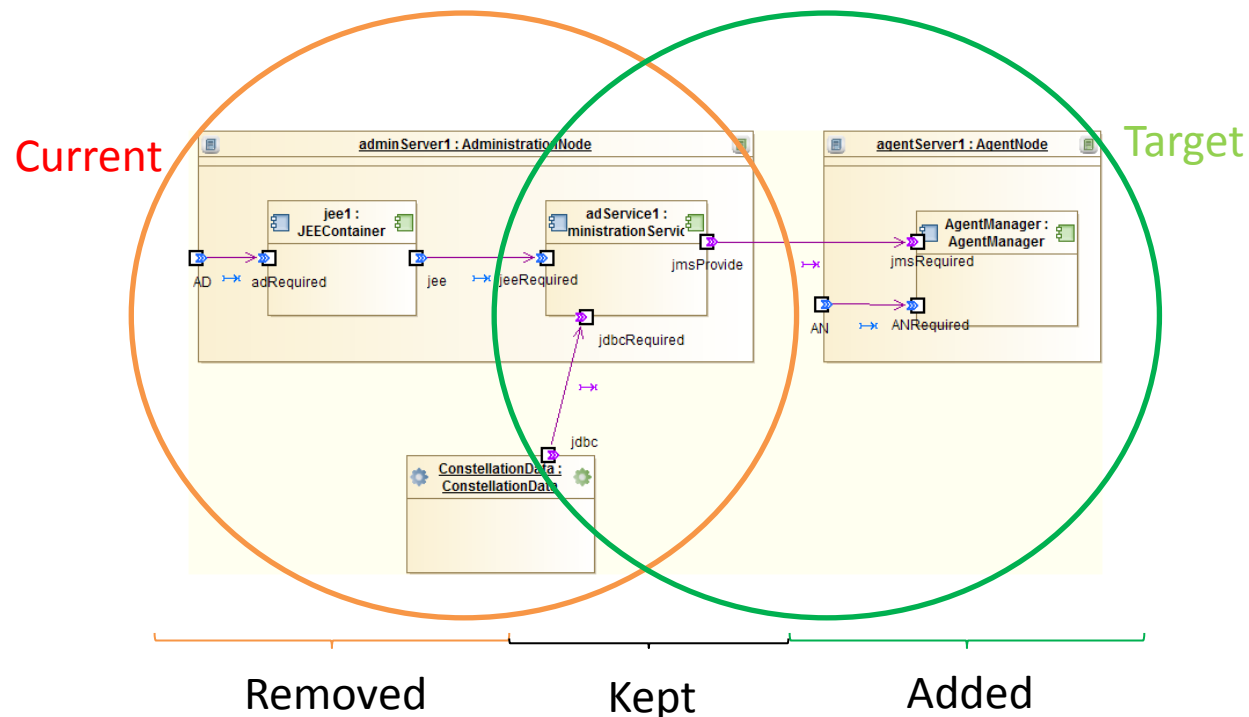 Current
Target
adminServer1 : AdministrationNode
agentServer1 : AgentNode
jee1 :
JEEContainer
adService1 :
ministrationServic
AgentManager :
AgentManager
AD
adRequired
jee
jeeRequired
jmsProvide
jmsRequired
AN
ANRequired
jdbcRequired
jdbc
ConstellationData :
ConstellationData
Removed
Kept
Added